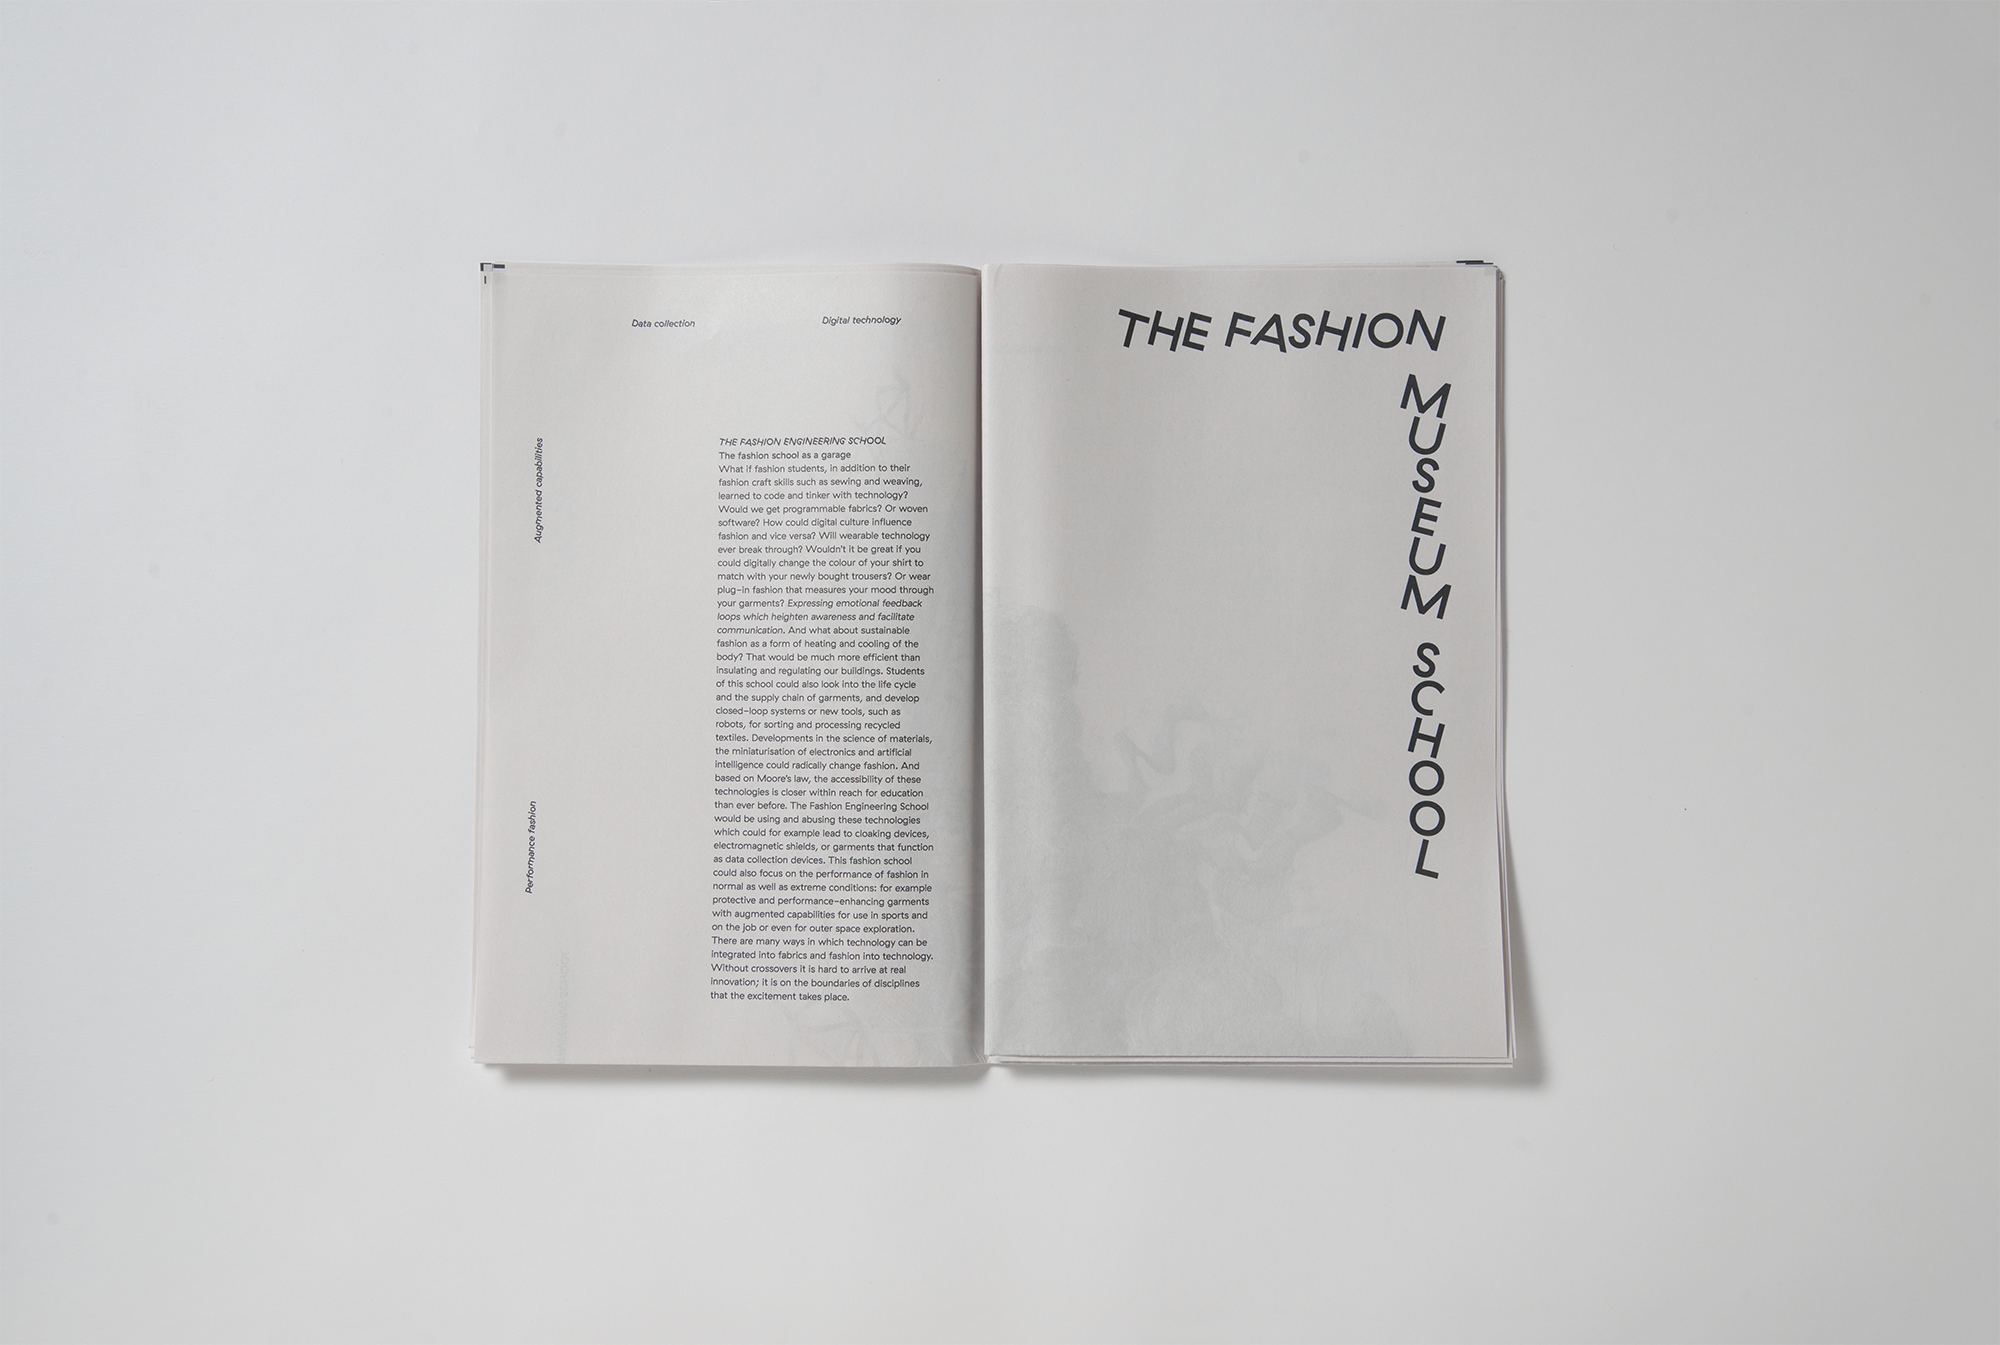 Data collection
Digital technology
Augmented capabilities
Performance fashion
THE FASHION ENGINEERING SCHOOL
The fashion school as a garage
What if fashion students, in addition to their
fashion craft skills such as sewing and weaving,
learned to code and tinker with technology?
Would we get programmable fabrics? Or woven
software? How could digital culture influence
fashion and vice versa? Will wearable technology
ever break through? Wouldn't it be great if you
could digitally change the colour of your shirt to
match with your newly bought trousers? Or wear
plug-in fashion that measures your mood through
your garments? Expressing emotional feedback
loops which heighten awareness and facilitate
communication. And what about sustainable
fashion as a form of heating and cooling of the
body? That would be much more efficient than
insulating and regulating our buildings. Students
of this school could also look into the life cycle
and the supply chain of garments, and develop
closed-loop systems or new tools, such as
robots, for sorting and processing recycled
textiles. Developments in the science of materials,
the miniaturisation of electronics and artificial
intelligence could radically change fashion. And
based on Moore's law, the accessibility of these
technologies is closer within reach for education
than ever before. The Fashion Engineering School
would be using and abusing these technologies
which could for example lead to cloaking devices,
electromagnetic shields, or garments that function
as data collection devices. This fashion school
could also focus on the performance of fashion in
normal as well as extreme conditions: for example
protective and performance-enhancing garments
with augmented capabilities for use in sports and
on the job or even for outer space exploration.
There are many ways in which technology can be
integrated into fabrics and fashion into technology.
Without crossovers it is hard to arrive at real
innovation; it is on the boundaries of disciplines
that the excitement takes place.
THE FASHION
MUSEUM SCHOOL